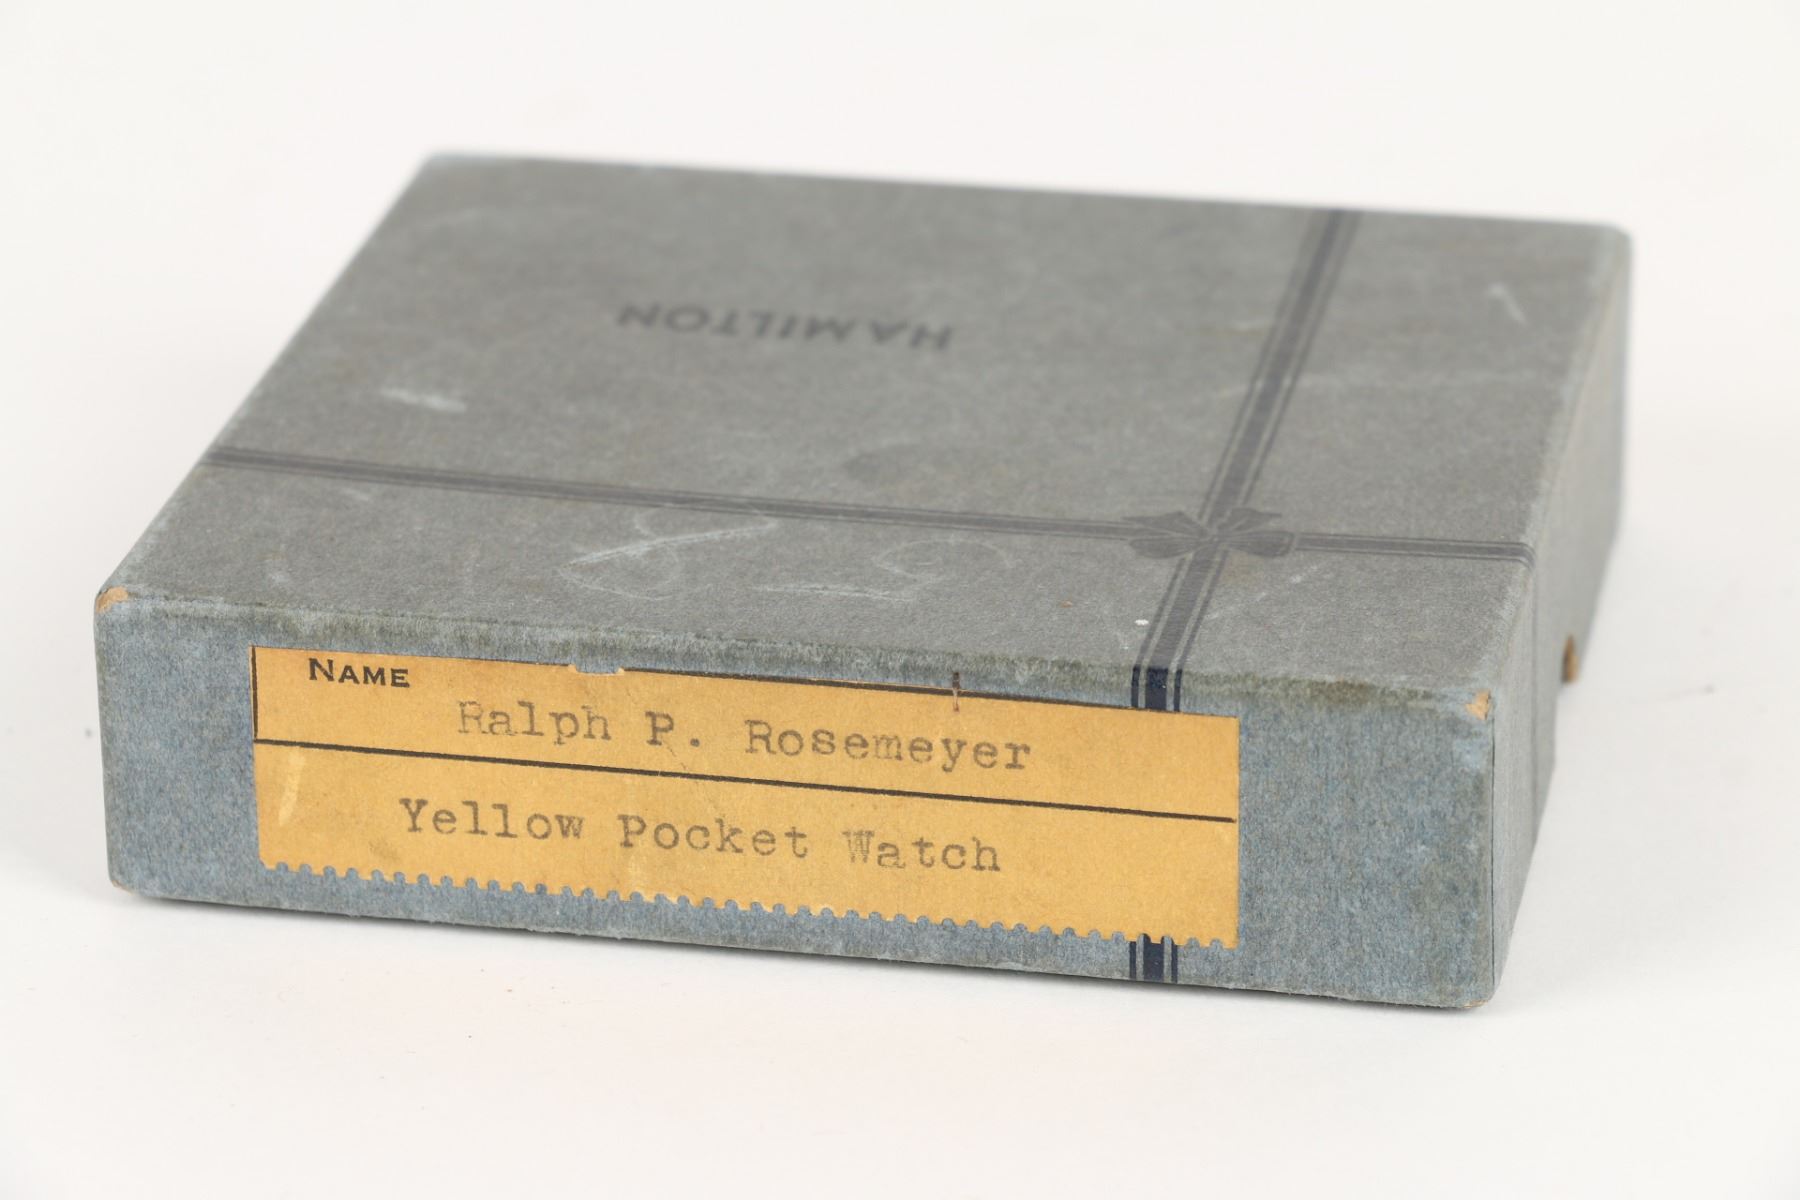 HAMILTON
NAME
Ralph P. Rosemeyer
Yellow Pocket Watch